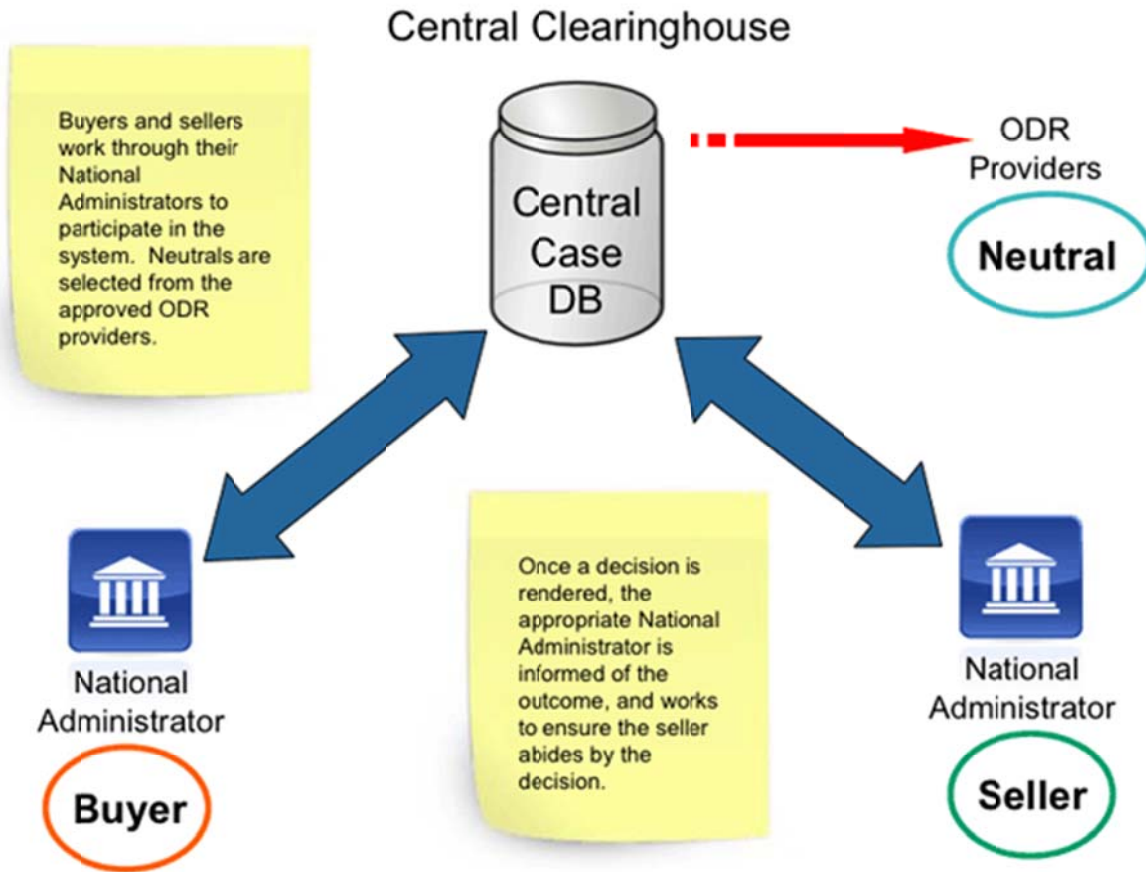 Central Clearinghouse
Buyers and sellers
work through their
National
Administrators to
participate in the
system.  Neutrals are
selected from the
approved ODR
providers.
Central
Case
DB
ODR
Providers
Neutral
National
Administrator
Buyer
Once a decision is
rendered, the
appropriate National
Administrator is
informed of the
outcome, and works
to ensure the seller
abides by the
decision.
National
Administrator
Seller